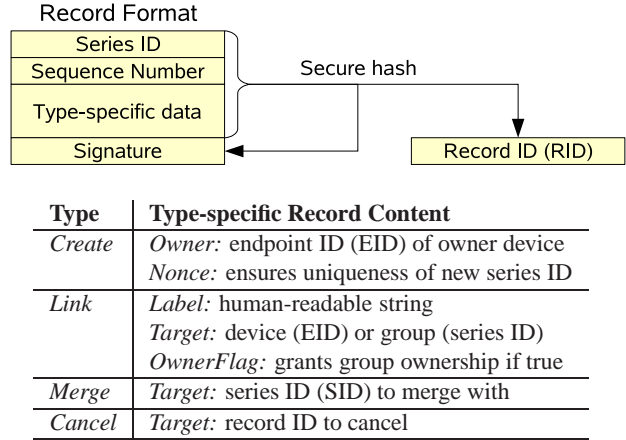 Record Format
Series ID
Sequence Number
Type-specific data
Signature
Secure hash
Record ID (RID)
Type Type-specific Record Content
Create Owner: endpoint ID (EID) of owner device
Nonce: ensures uniqueness of new series ID
Link Label: human-readable string
Target: device (EID) or group (series ID)
OwnerFlag: grants group ownership if true
Merge Target: series ID (SID) to merge with
Cancel Target: record ID to cancel